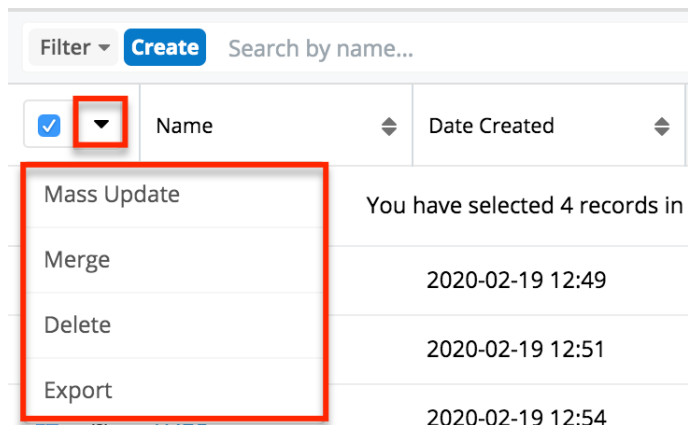 Filter Create Search by name...
Name Date Created
Mass Update
You have selected 4 records in
Merge
2020-02-19 12:49
Delete
2020-02-19 12:51
Export
2020-02-19 12:54